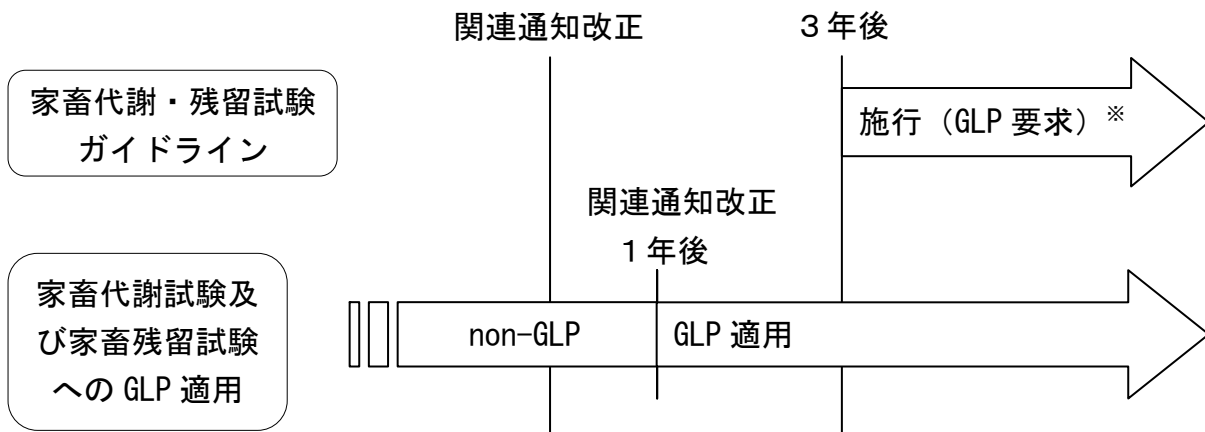 関連通知改正
３年後
家畜代謝・残留試験
ガイドライン
施行（GLP 要求）※
関連通知改正
１年後
家畜代謝試験及
び家畜残留試験
への GLP 適用
non-GLP
GLP 適用